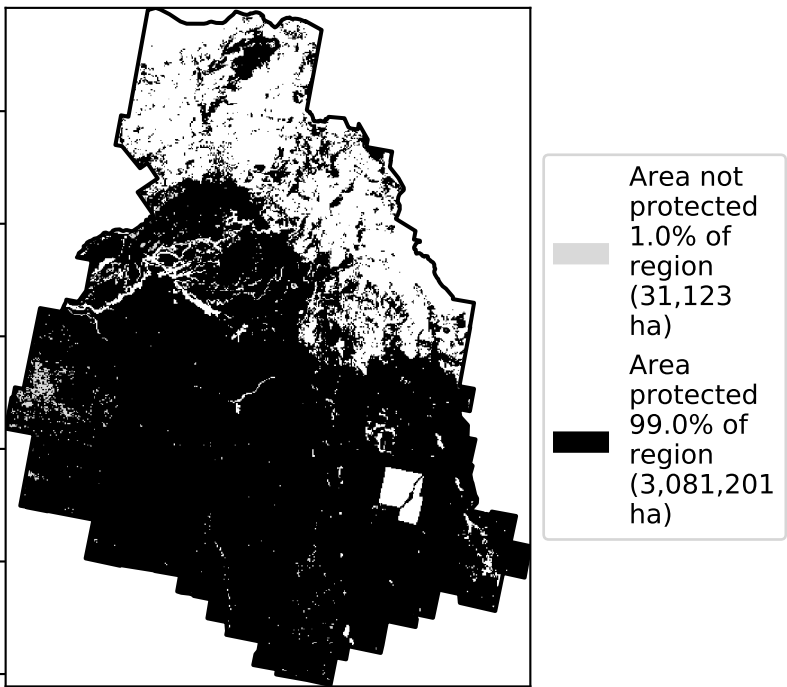 Area not
protected
1.0% of
region
(31,123
ha)
Area
protected
99.0% of
region
(3,081,201
ha)